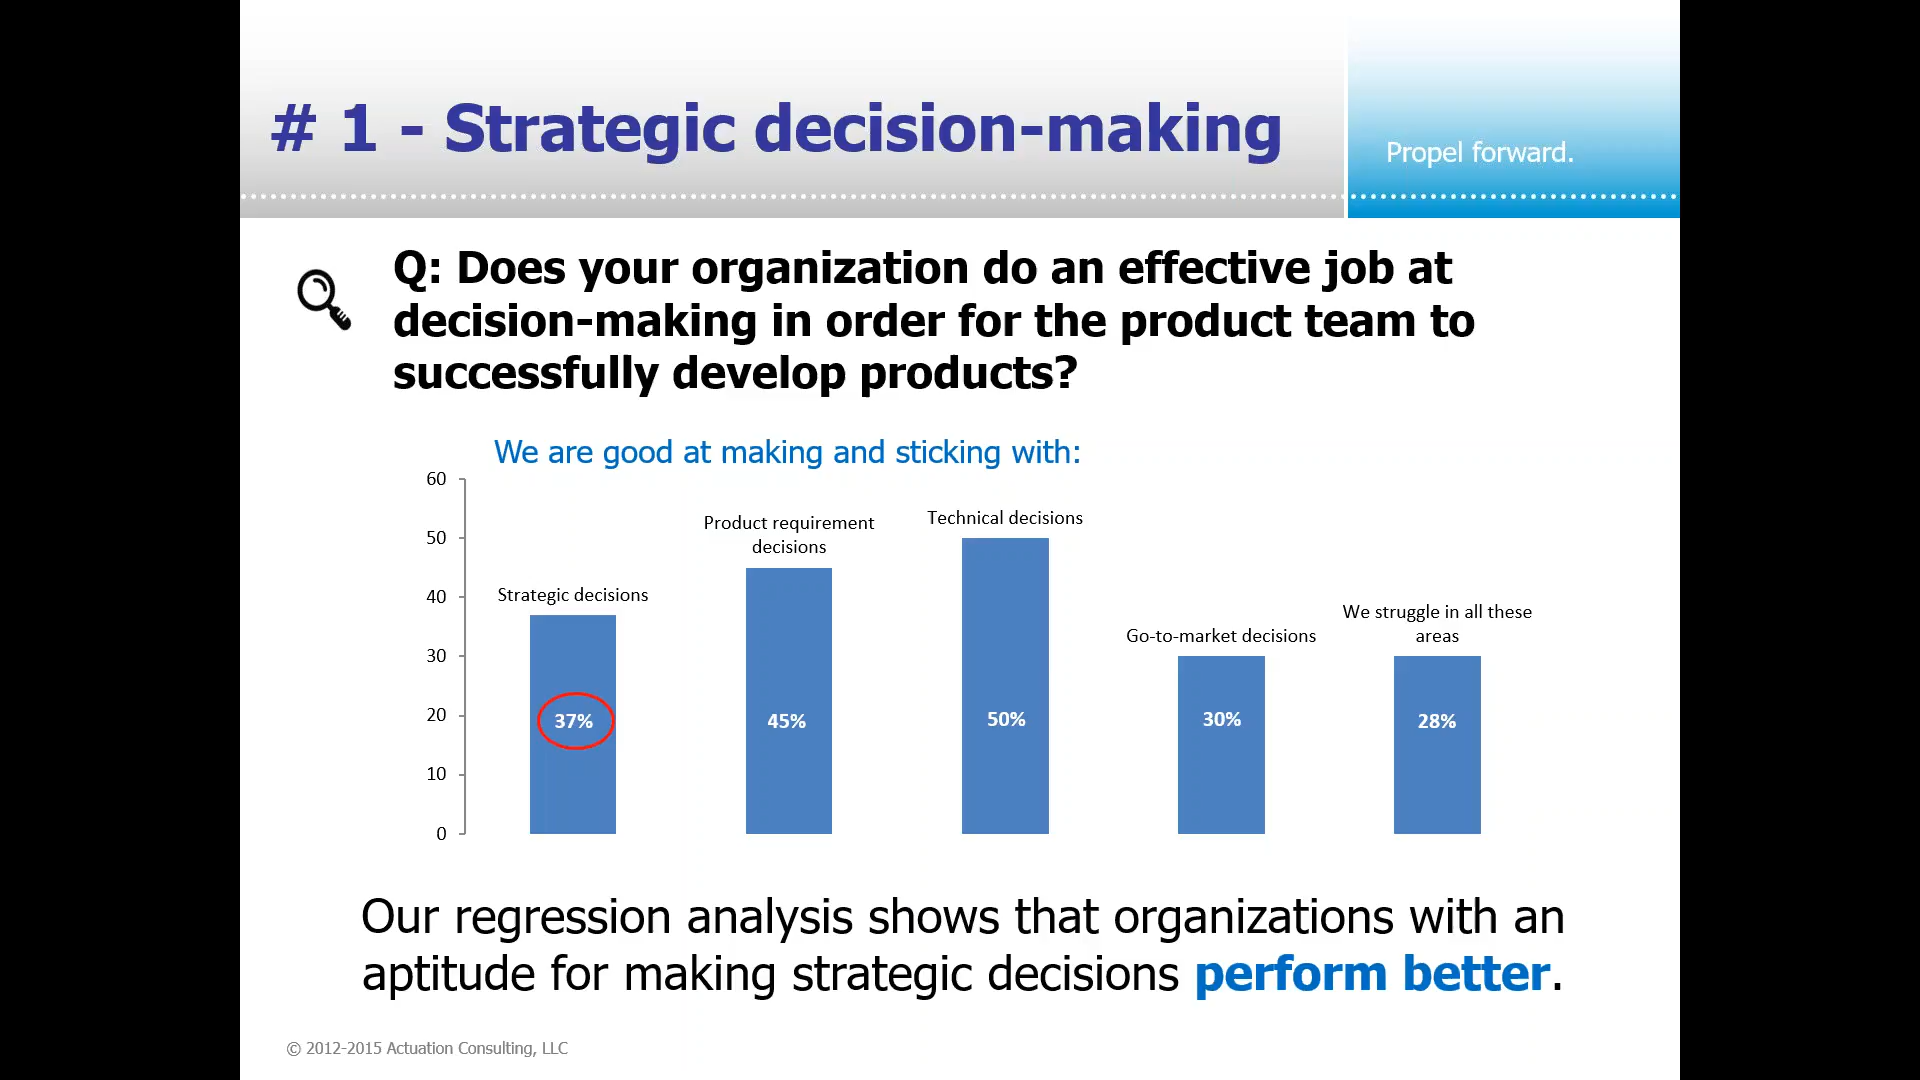 # 1 - Strategic decision-making
Propel forward.
Q: Does your organization do an effective job at
decision-making in order for the product team to
successfully develop products?
We are good at making and sticking with:
60
50
40
30
20
10
0
Strategic decisions
37%
Product requirement
decisions
45%
Technical decisions
50%
Go-to-market decisions
30%
We struggle in all these
areas
28%
Our regression analysis shows that organizations with an
aptitude for making strategic decisions perform better.
© 2012-2015 Actuation Consulting, LLC